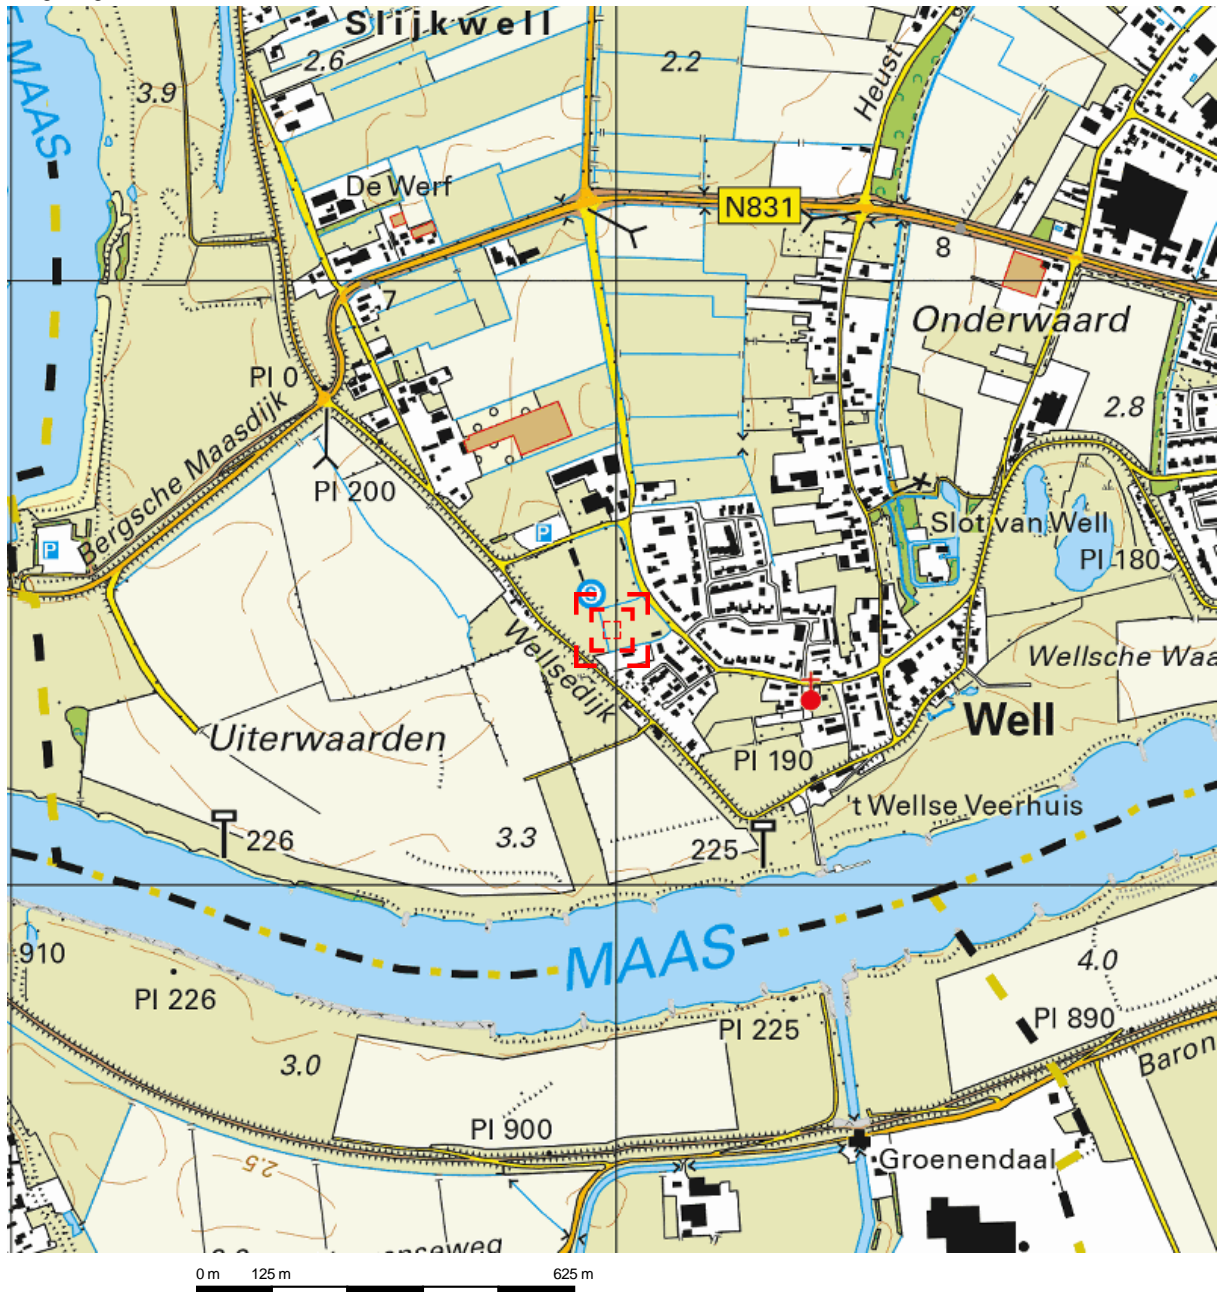 Slijkwell
2.6
2.2
3.9
MAAS
Heust
De Werf
N831
8
7
Onderwaard
PI 0
2.8
Bergsche Maasdijk
PI 200
P
P
Slot van Well
PI 180
S
Wellsedijk
Wellsche Waa
Uiterwaarden
Well
PI 190
't Wellse Veerhuis
226
3.3
225
MAAS
910
4.0
PI 226
PI 225
PI 890
3.0
Baron
PI 900
2.5
Groenendaal
0 m 125 m 625 m